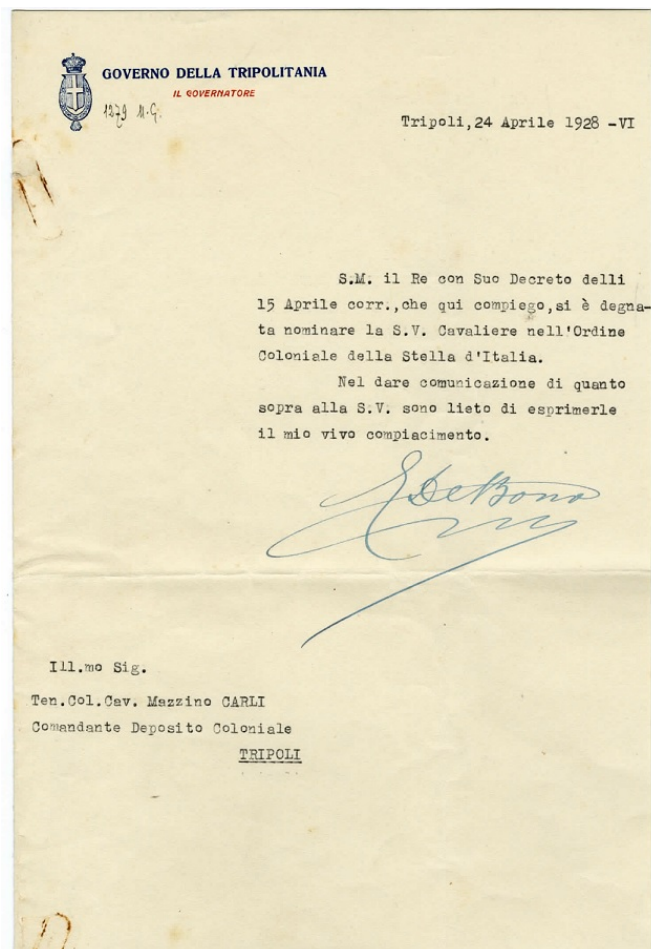 GOVERNO DELLA TRIPOLITANIA
IL GOVERNATORE
1279 U.G.
Tripoli,24 Aprile 1928 -VI
S.M. il Re con Suo Decreto delli
15 Aprile corr.,che qui compiego,si è degna-
ta nominare la S.V. Cavaliere nell'Ordine
Coloniale della Stella d'Italia.
Nel dare comunicazione di quanto
sopra alla S.V. sono lieto di esprimerle
il mio vivo compiacimento.
E De Bono
Ill.mo Sig.
Ten.Col.Cav. Mazzino CARLI
Comandante Deposito Coloniale
TRIPOLI